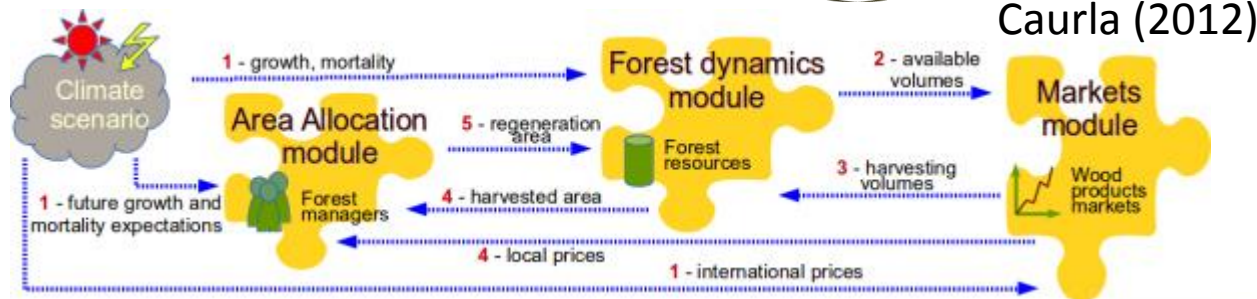 Caurla (2012)
Climate
scenario
1 - growth, mortality
Forest dynamics
module
2 - available
volumes
Markets
module
Area Allocation
module
5 - regeneration
area
Forest
resources
3 - harvesting
volumes
Wood
products
markets
1 - future growth and
mortality expectations
Forest
managers
4 - harvested area
4 - local prices
1 - international prices